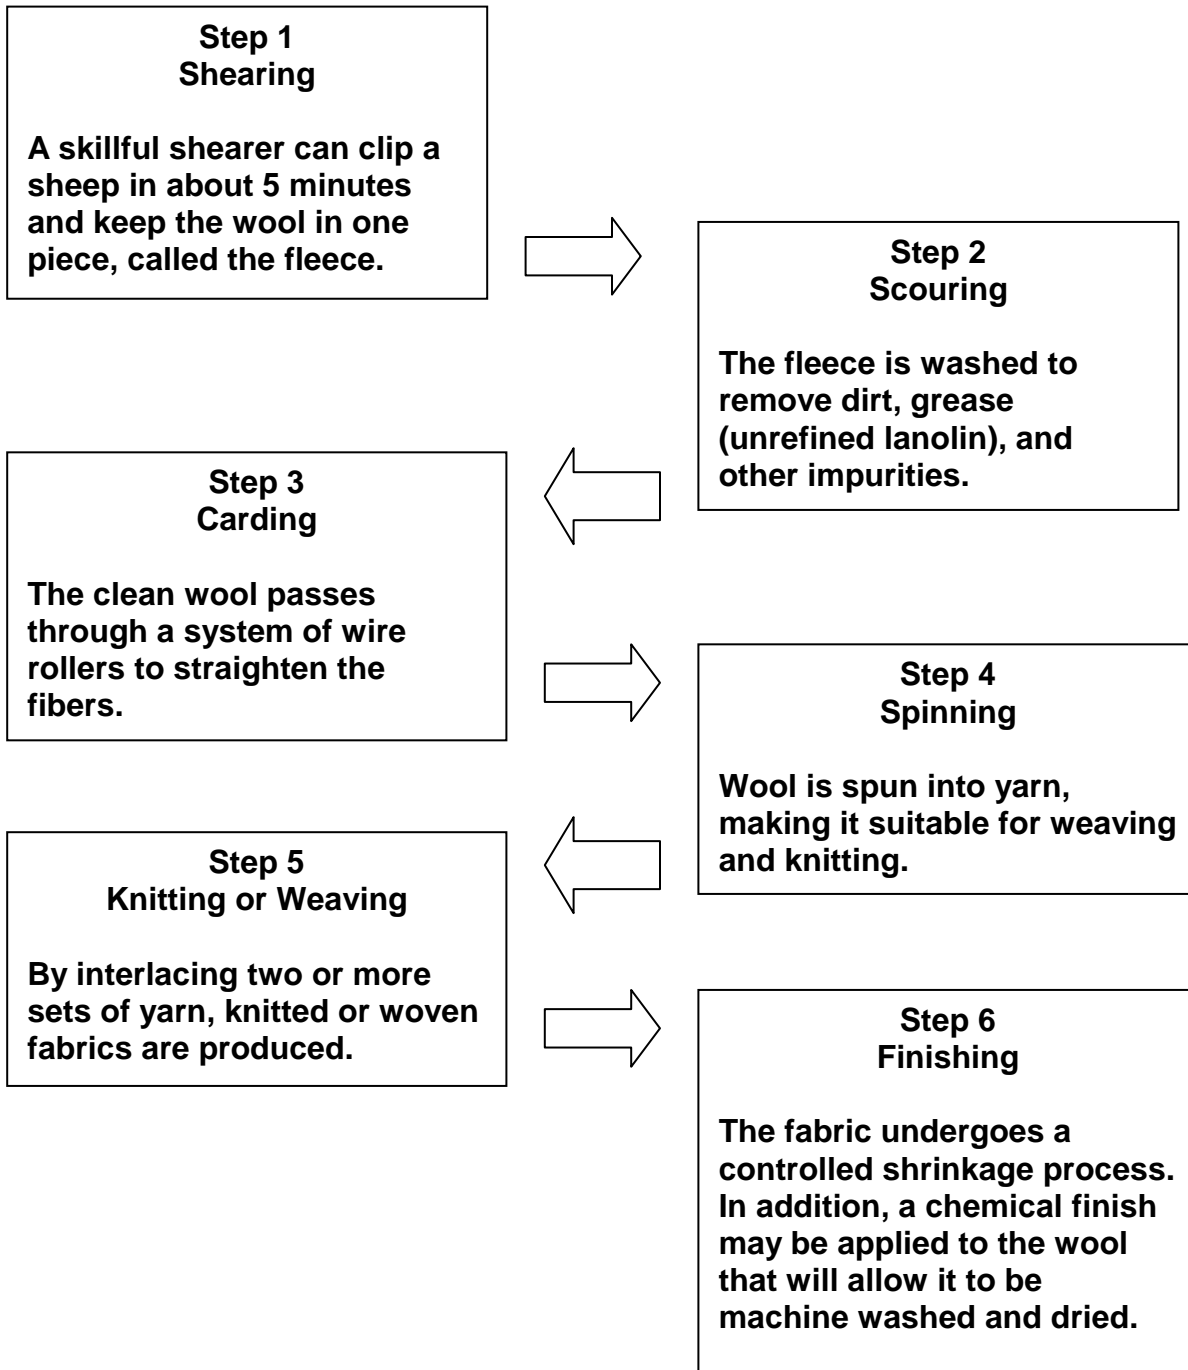 Step 1
Shearing
A skillful shearer can clip a
sheep in about 5 minutes
and keep the wool in one
piece, called the fleece.
Step 2
Scouring
The fleece is washed to
remove dirt, grease
(unrefined lanolin), and
other impurities.
Step 3
Carding
The clean wool passes
through a system of wire
rollers to straighten the
fibers.
Step 4
Spinning
Wool is spun into yarn,
making it suitable for weaving
and knitting.
Step 5
Knitting or Weaving
By interlacing two or more
sets of yarn, knitted or woven
fabrics are produced.
Step 6
Finishing
The fabric undergoes a
controlled shrinkage process.
In addition, a chemical finish
may be applied to the wool
that will allow it to be
machine washed and dried.